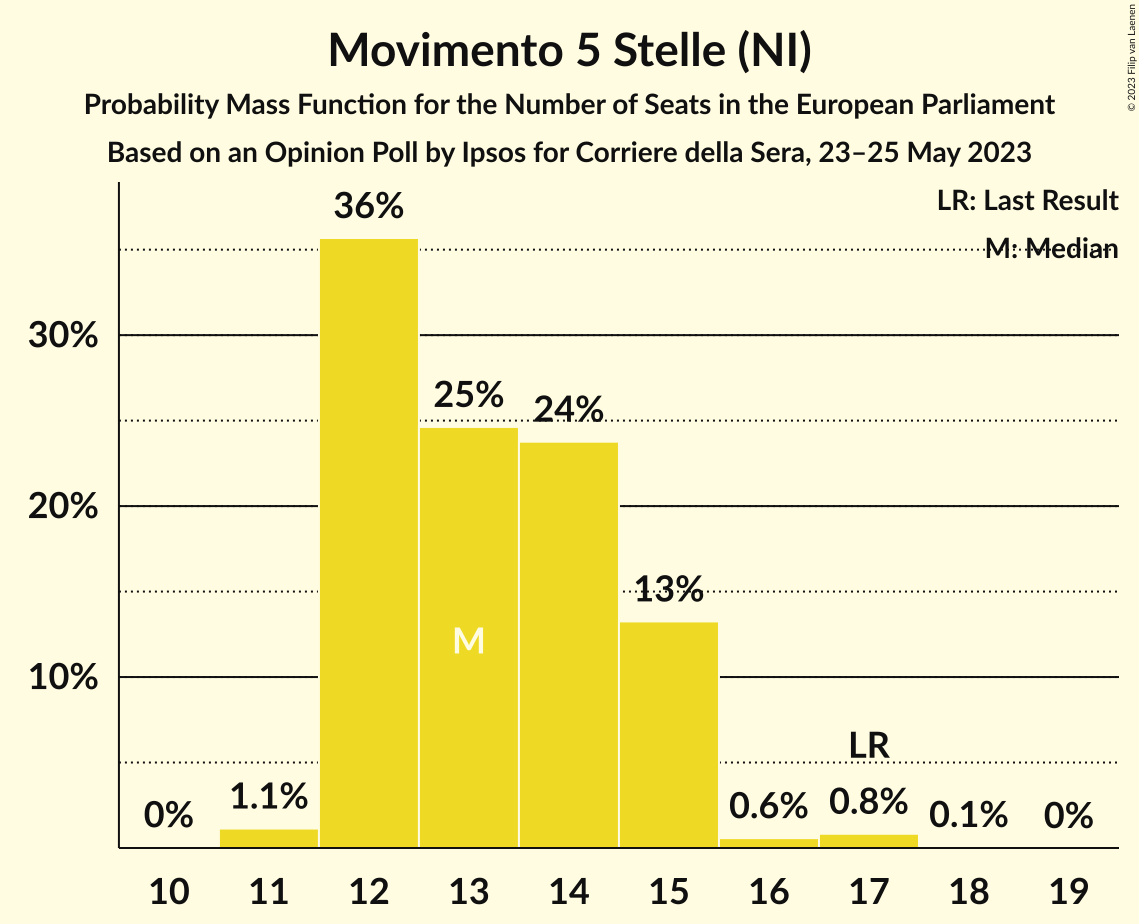 Movimento 5 Stelle (NI)
Probability Mass Function for the Number of Seats in the European Parliament
Based on an Opinion Poll by Ipsos for Corriere della Sera, 23–25 May 2023
© 2023 Filip van Laenen
LR: Last Result
M: Median
36%
30%
25%
24%
20%
13%
M
10%
LR
0%
1.1%
0.6%
0.8%
0.1%
0%
10 11 12 13 14 15 16 17 18 19